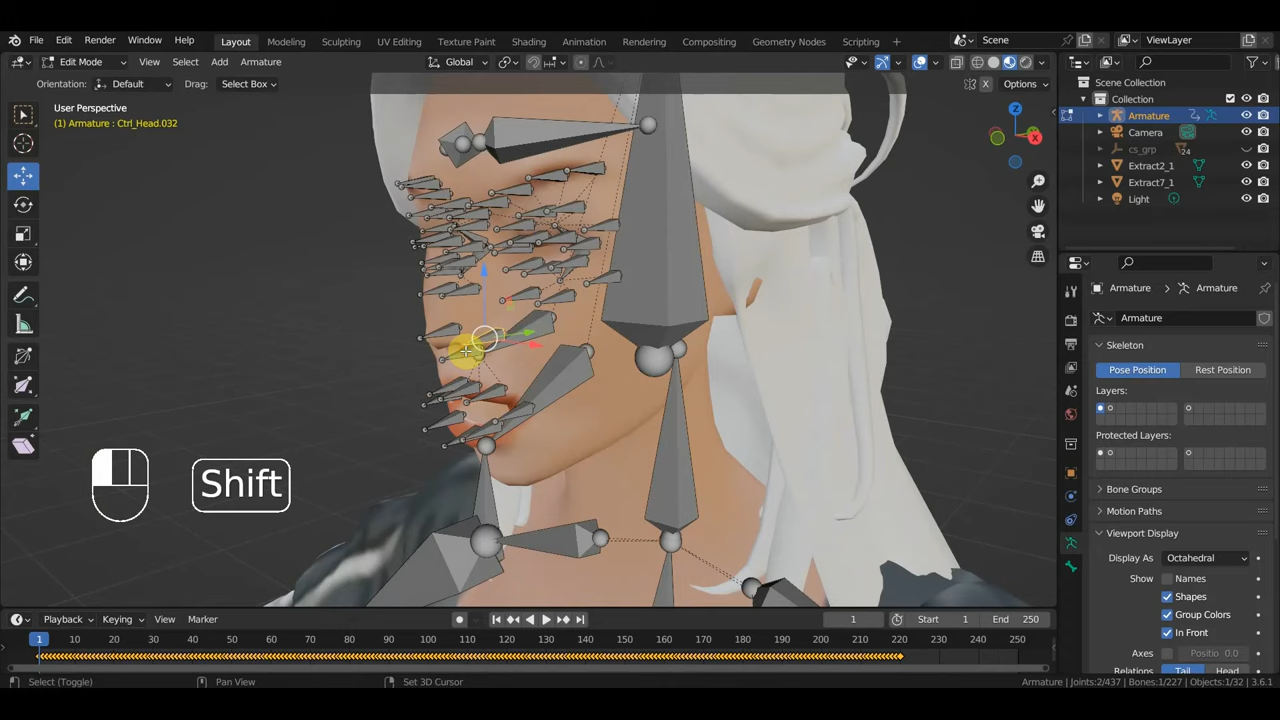 File Edit Render Window Help Layout Modeling Sculpting UV Editing Texture Paint Shading Animation Rendering Compositing Geometry Nodes Scripting + Scene ViewLayer
Edit Mode View Select Add Armature Global Options
Orientation: Default Drag: Select Box X
User Perspective
(1) Armature : Ctrl_Head.032
Z
X
Scene Collection
Collection
Armature
Camera
cs_grp 24
Extract2_1
Extract7_1
Light
Armature Armature
Armature
Skeleton
Pose Position Rest Position
Layers:
Protected Layers:
Bone Groups
Motion Paths
Viewport Display
Display As Octahedral
Show Names
Shapes
Group Colors
In Front
Axes Positio 0.0
Relations Tail Head
Shift
Playback Keying View Marker 1 Start 1 End 250
1 10 20 30 40 50 60 70 80 90 100 110 120 130 140 150 160 170 180 190 200 210 220 230 240 250
Select (Toggle) Pan View Set 3D Cursor Armature | Joints:2/437 | Bones:1/227 | Objects:1/32 | 3.6.1